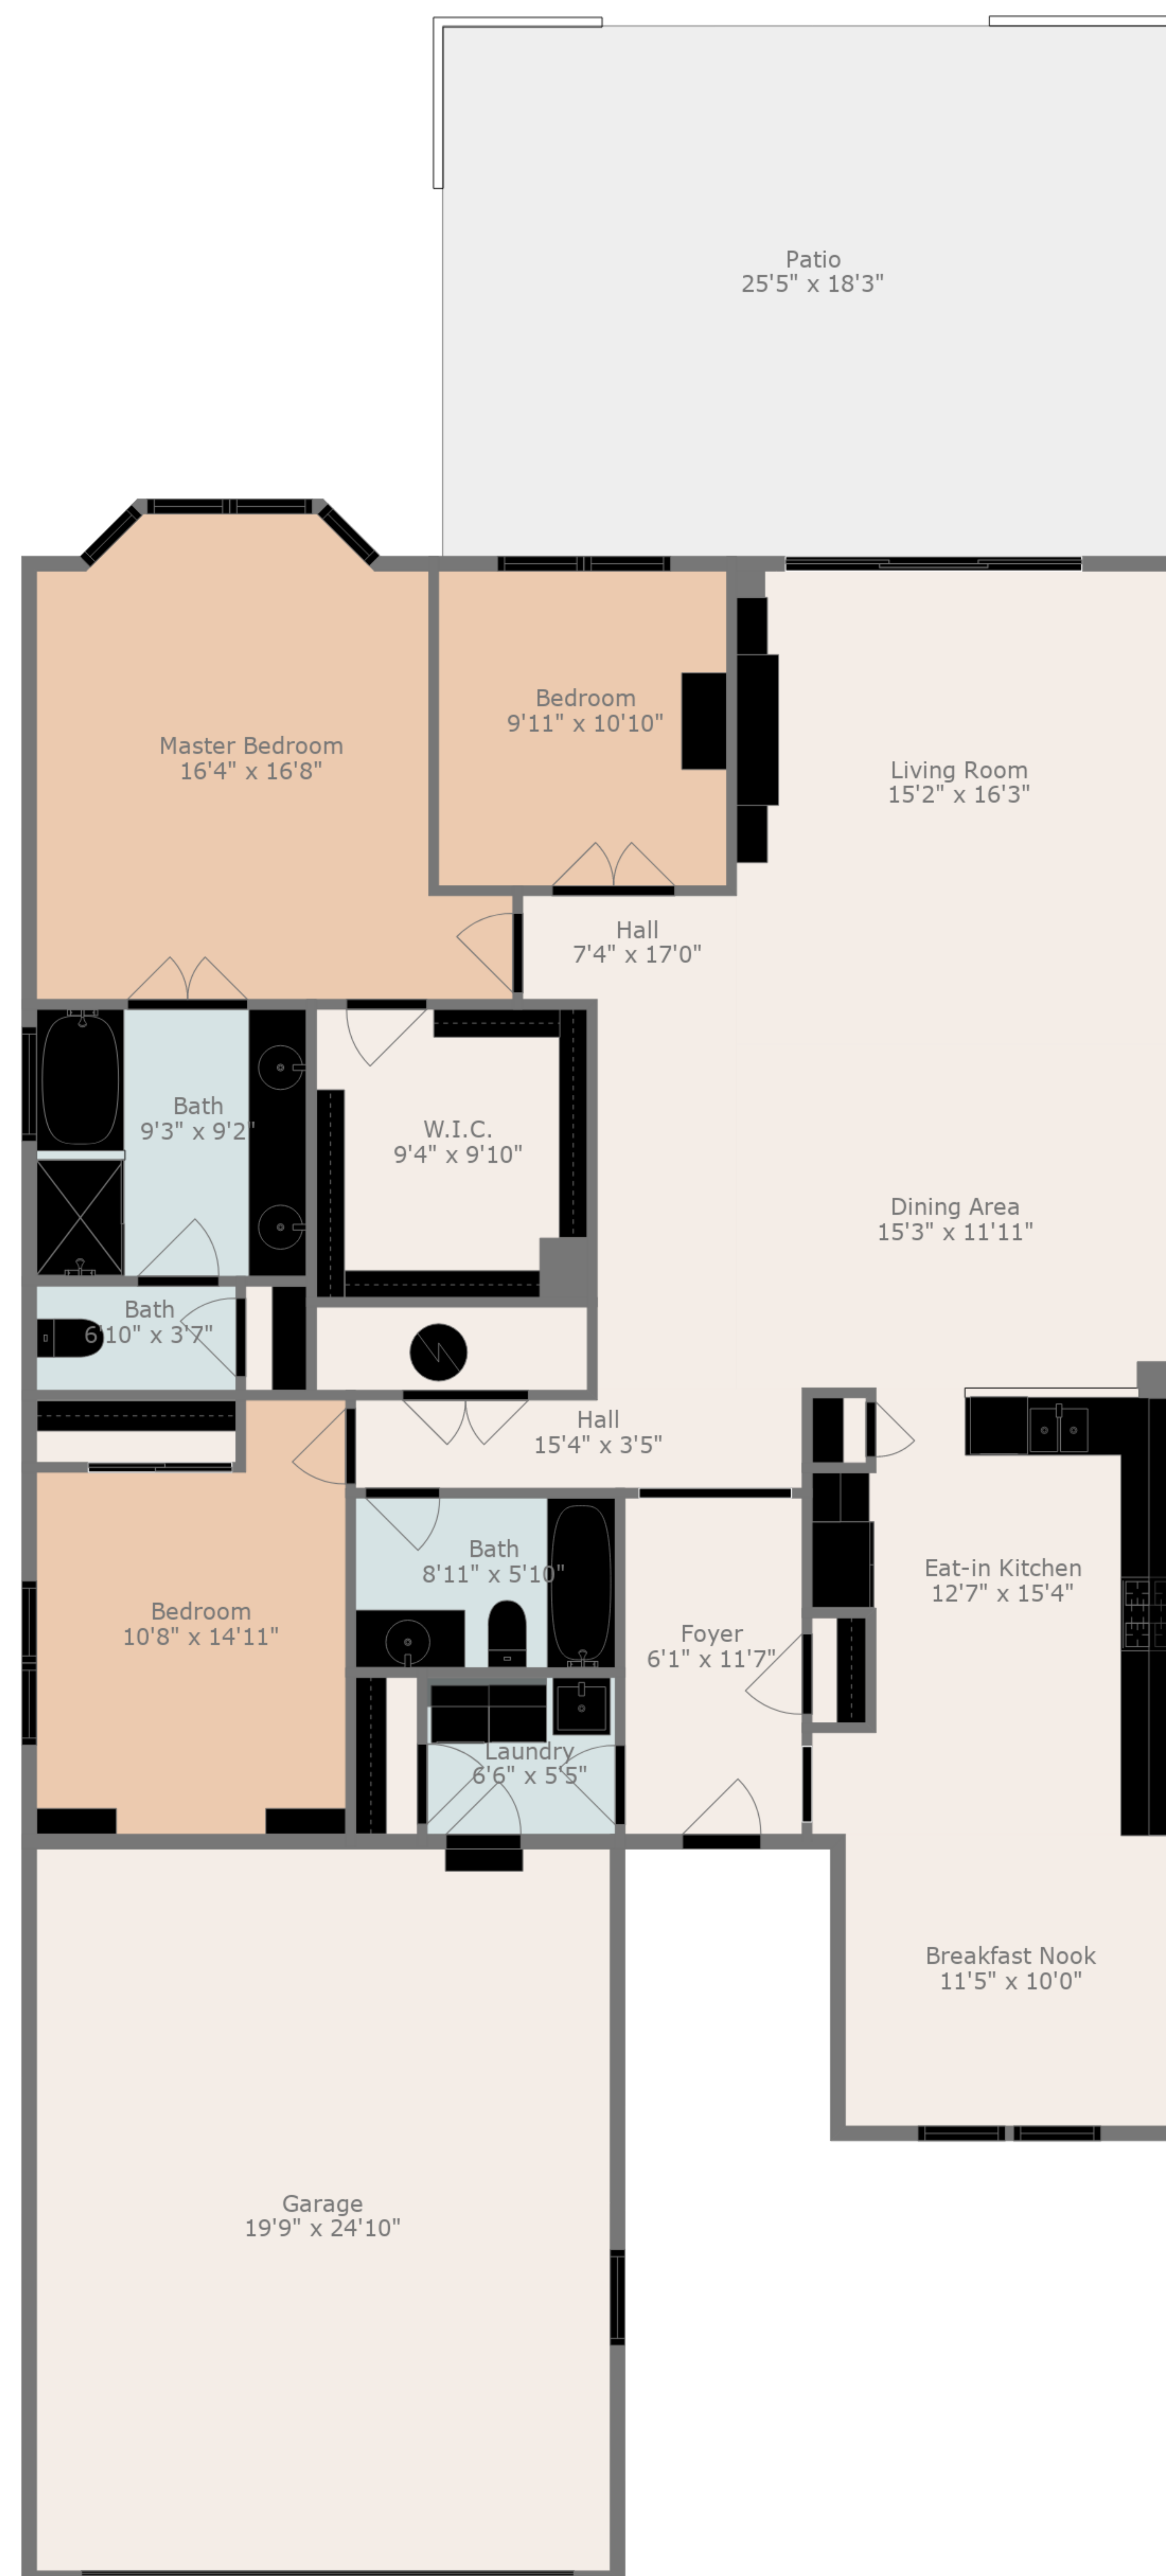 Patio
25'5" x 18'3"
Bedroom
9'11" x 10'10"
Master Bedroom
16'4" x 16'8"
Living Room
15'2" x 16'3"
Hall
7'4" x 17'0"
Bath
9'3" x 9'2"
W.I.C.
9'4" x 9'10"
Dining Area
15'3" x 11'11"
Bath
6'10" x 3'7"
Hall
15'4" x 3'5"
Bath
8'11" x 5'10"
Eat-in Kitchen
12'7" x 15'4"
Bedroom
10'8" x 14'11"
Foyer
6'1" x 11'7"
Laundry
6'6" x 5'5"
Breakfast Nook
11'5" x 10'0"
Garage
19'9" x 24'10"